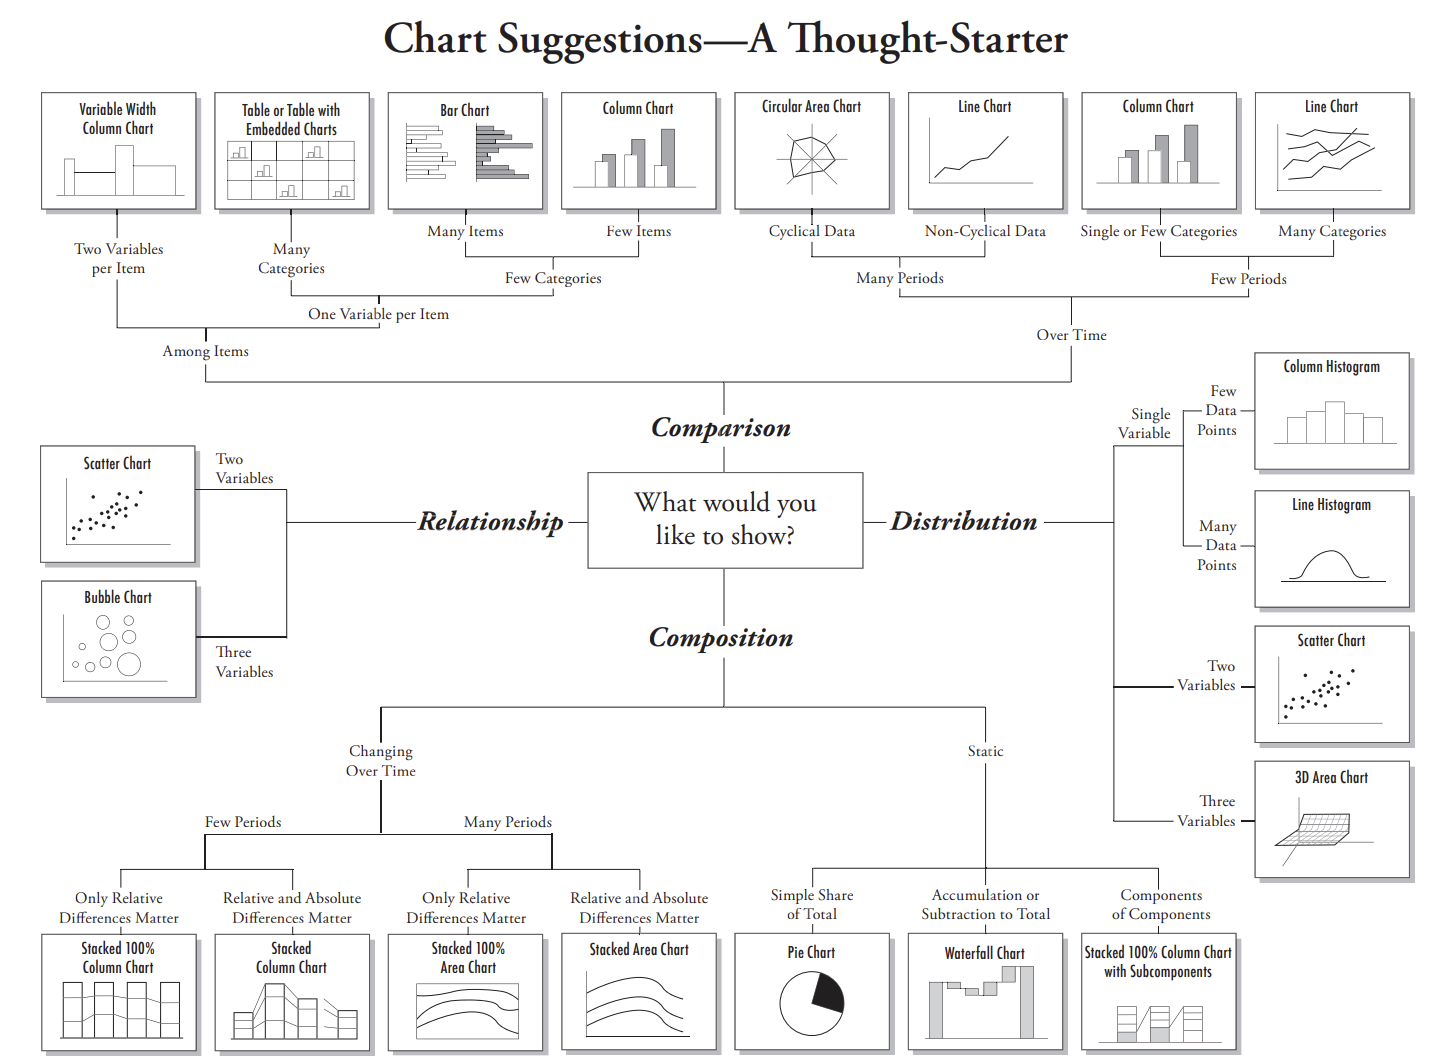 Chart Suggestions—A Thought-Starter
Variable Width
Column Chart
Table or Table with
Embedded Charts
Bar Chart
Column Chart
Circular Area Chart
Line Chart
Column Chart
Line Chart
Two Variables
per Item
Many
Categories
Many Items
Few Items
Cyclical Data
Non-Cyclical Data
Single or Few Categories
Many Categories
Few Categories
Many Periods
Few Periods
One Variable per Item
Among Items
Over Time
Comparison
What would you
like to show?
Relationship
Two
Variables
Scatter Chart
Bubble Chart
Three
Variables
Distribution
Single
Variable
Few
Data
Points
Column Histogram
Many
Data
Points
Line Histogram
Two
Variables
Scatter Chart
Three
Variables
3D Area Chart
Composition
Changing
Over Time
Static
Few Periods
Many Periods
Only Relative
Differences Matter
Relative and Absolute
Differences Matter
Only Relative
Differences Matter
Relative and Absolute
Differences Matter
Simple Share
of Total
Accumulation or
Subtraction to Total
Components
of Components
Stacked 100%
Column Chart
Stacked
Column Chart
Stacked 100%
Area Chart
Stacked Area Chart
Pie Chart
Waterfall Chart
Stacked 100% Column Chart
with Subcomponents